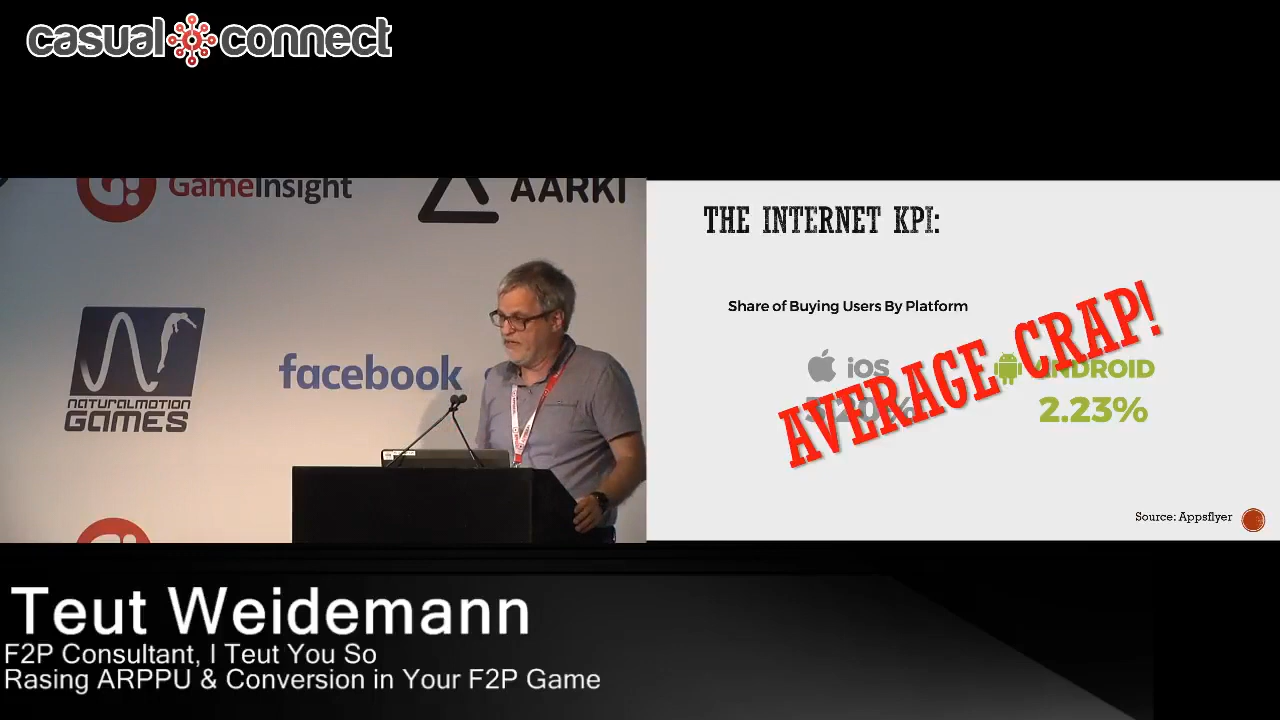 casual connect
GameInsight
AARKI
NATURALMOTION
GAMES
facebook
THE INTERNET KPI:
Share of Buying Users By Platform
iOS
ANDROID
2.23%
AVERAGE CRAP!
Source: Appsflyer
Teut Weidemann
F2P Consultant, I Teut You So
Rasing ARPPU & Conversion in Your F2P Game